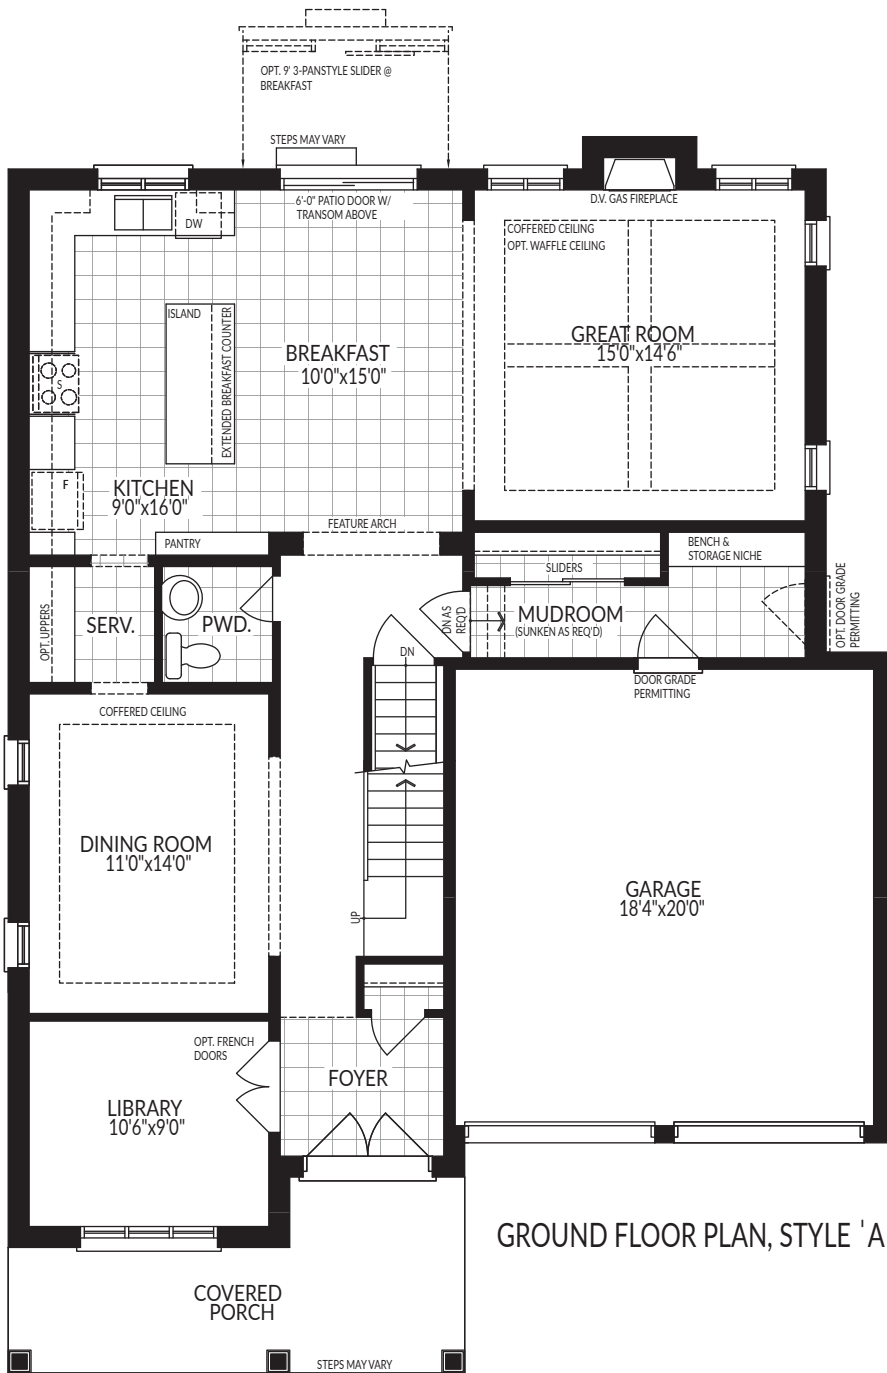 OPT. 9' 3-PANSTYLE SLIDER @
BREAKFAST
STEPS MAY VARY
6'-0" PATIO DOOR W/
TRANSOM ABOVE
D.V. GAS FIREPLACE
DW
COFFERED CEILING
OPT. WAFFLE CEILING
ISLAND
EXTENDED BREAKFAST COUNTER
BREAKFAST
10'0"x15'0"
GREAT ROOM
15'0"x14'6"
S
F
KITCHEN
9'0"x16'0"
FEATURE ARCH
PANTRY
BENCH &
STORAGE NICHE
SLIDERS
OPT. UPPERS
SERV.
PWD.
DN AS
REQ'D
MUDROOM
(SUNKEN AS REQ'D)
OPT. DOOR GRADE
PERMITTING
DN
DOOR GRADE
PERMITTING
COFFERED CEILING
DINING ROOM
11'0"x14'0"
GARAGE
18'4"x20'0"
UP
OPT. FRENCH
DOORS
FOYER
LIBRARY
10'6"x9'0"
GROUND FLOOR PLAN, STYLE 'A
COVERED
PORCH
STEPS MAY VARY